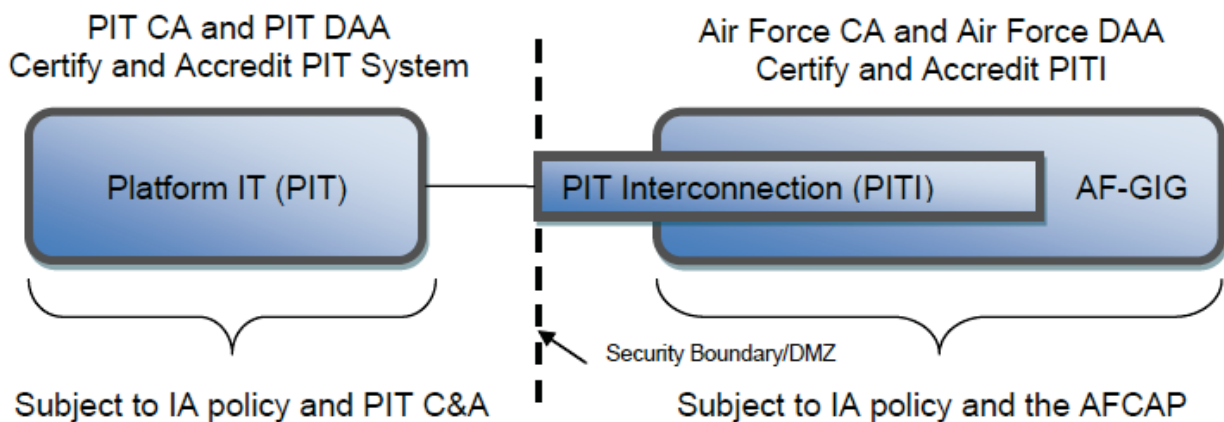 PIT CA and PIT DAA
Certify and Accredit PIT System
Air Force CA and Air Force DAA
Certify and Accredit PITI
Platform IT (PIT)
PIT Interconnection (PITI)
AF-GIG
Security Boundary/DMZ
Subject to IA policy and PIT C&A
Subject to IA policy and the AFCAP